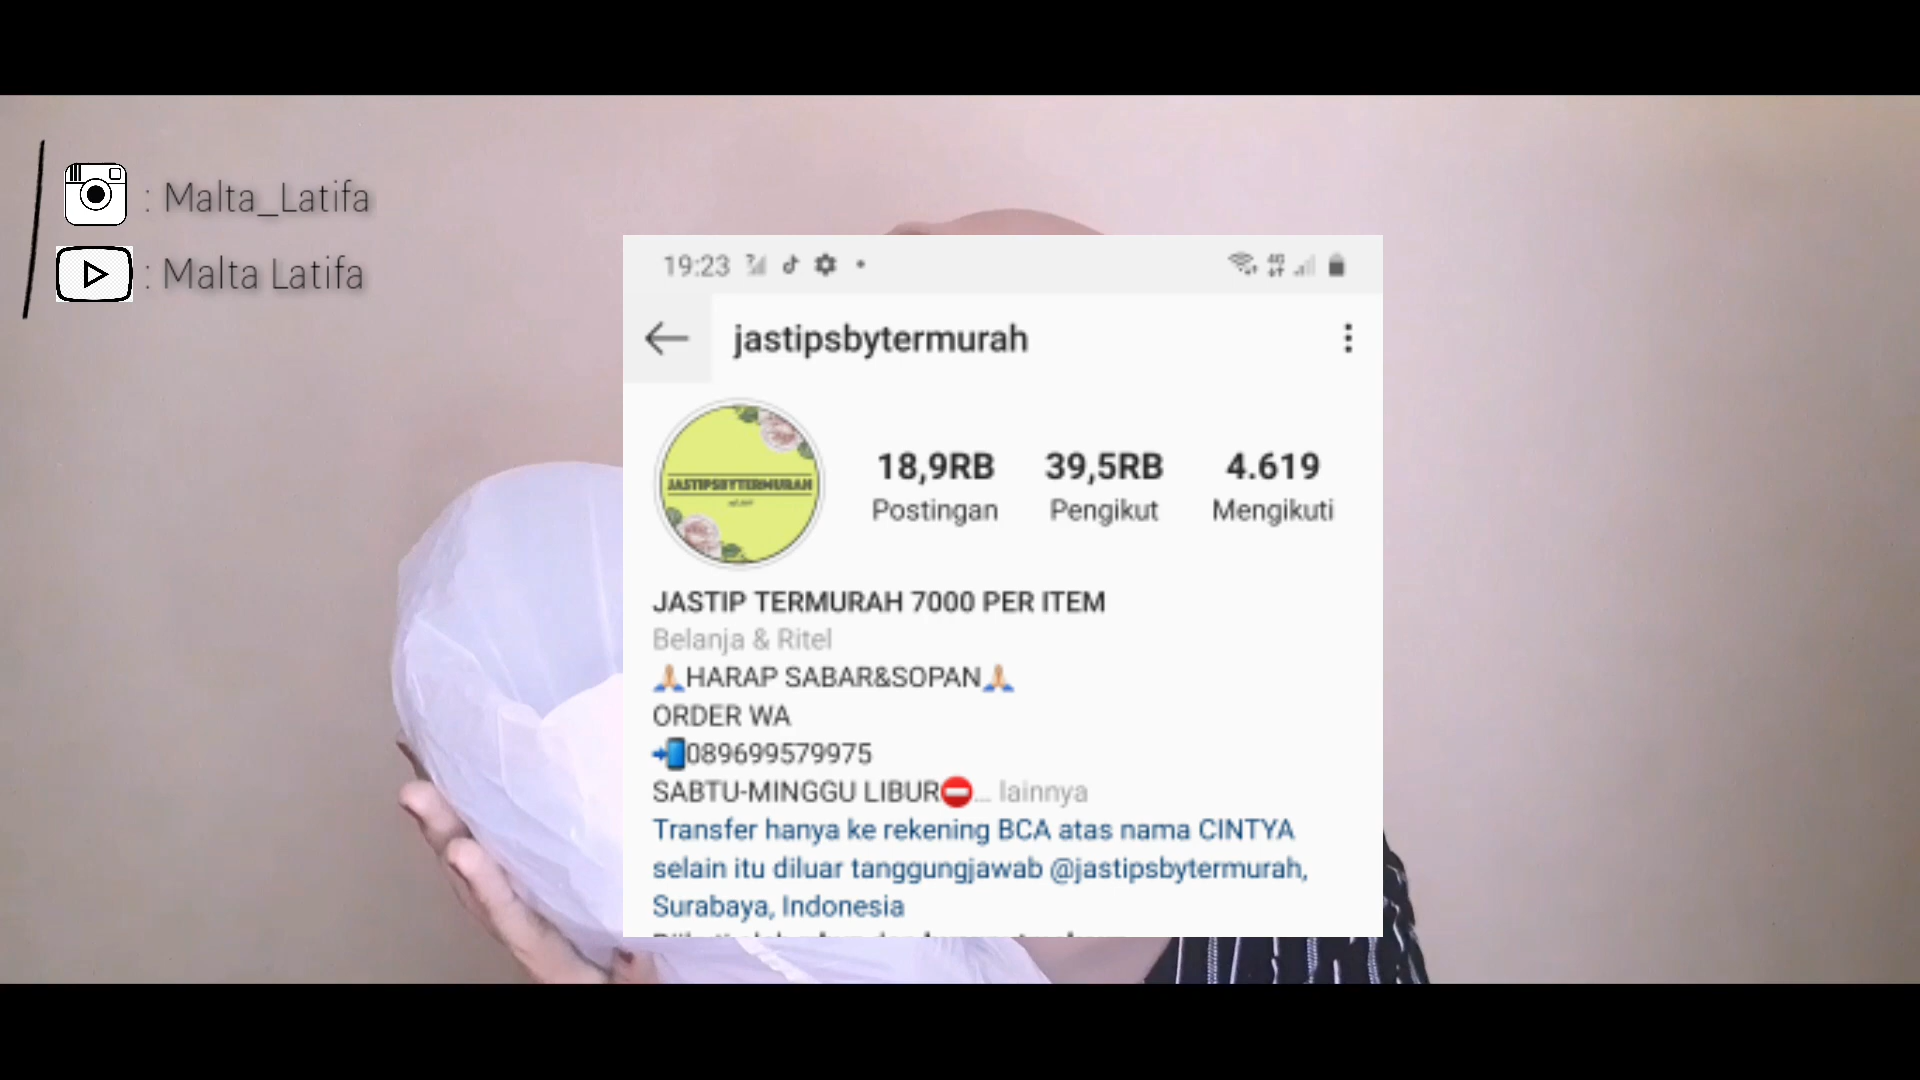 : Malta_Latifa
: Malta Latifa
19:23
jastipsbytermurah
JASTIPSBYTERMURAH
18,9RB 39,5RB 4.619
Postingan Pengikut Mengikuti
JASTIP TERMURAH 7000 PER ITEM
Belanja & Ritel
🙏HARAP SABAR&SOPAN🙏
ORDER WA
📲089699579975
SABTU-MINGGU LIBUR⛔... lainnya
Transfer hanya ke rekening BCA atas nama CINTYA
selain itu diluar tanggungjawab @jastipsbytermurah,
Surabaya, Indonesia